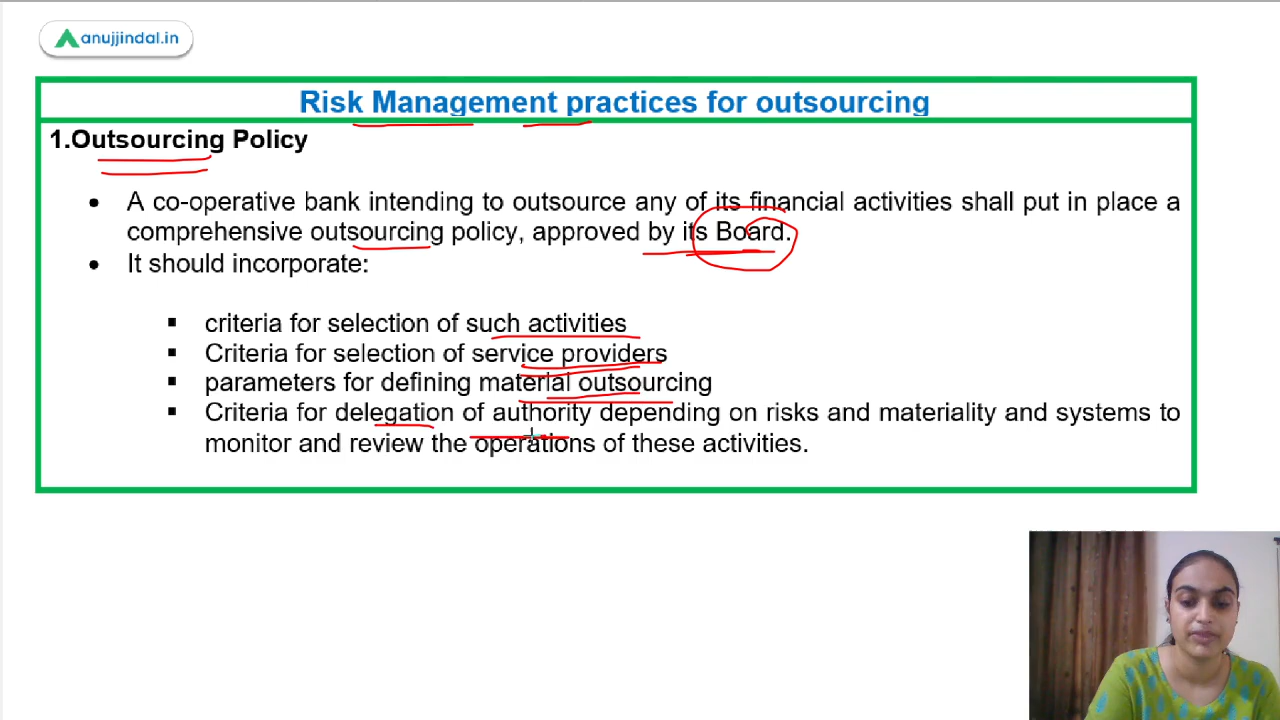 anujjindal.in
Risk Management practices for outsourcing
1.Outsourcing Policy
• A co-operative bank intending to outsource any of its financial activities shall put in place a
comprehensive outsourcing policy, approved by its Board.
• It should incorporate:
▪ criteria for selection of such activities
▪ Criteria for selection of service providers
▪ parameters for defining material outsourcing
▪ Criteria for delegation of authority depending on risks and materiality and systems to
monitor and review the operations of these activities.